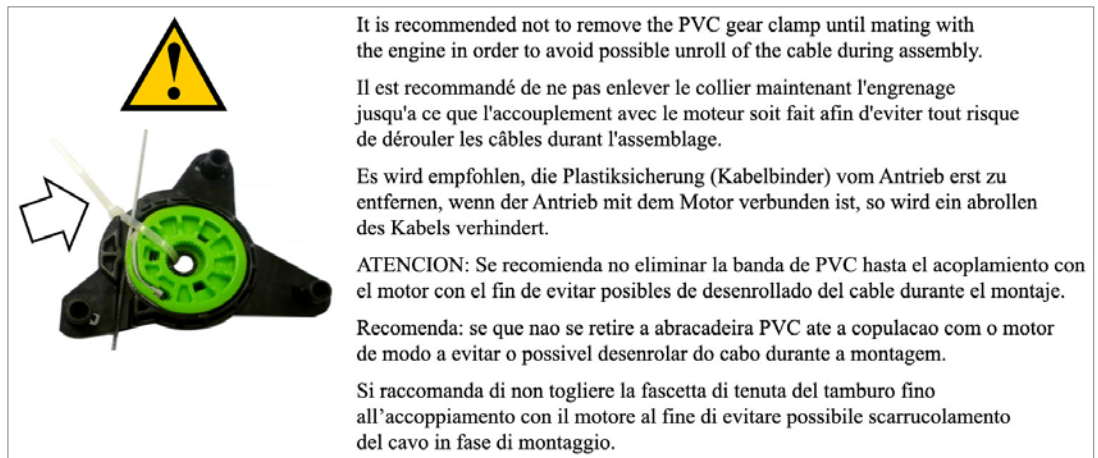 It is recommended not to remove the PVC gear clamp until mating with
the engine in order to avoid possible unroll of the cable during assembly.
Il est recommandé de ne pas enlever le collier maintenant l'engrenage
jusqu'a ce que l'accouplement avec le moteur soit fait afin d'eviter tout risque
de dérouler les câbles durant l'assemblage.
Es wird empfohlen, die Plastiksicherung (Kabelbinder) vom Antrieb erst zu
entfernen, wenn der Antrieb mit dem Motor verbunden ist, so wird ein abrollen
des Kabels verhindert.
ATENCION: Se recomienda no eliminar la banda de PVC hasta el acoplamiento con
el motor con el fin de evitar posibles de desenrollado del cable durante el montaje.
Recomenda: se que nao se retire a abracadeira PVC ate a copulacao com o motor
de modo a evitar o possivel desenrolar do cabo durante a montagem.
Si raccomanda di non togliere la fascetta di tenuta del tamburo fino
all’accoppiamento con il motore al fine di evitare possibile scarrucolamento
del cavo in fase di montaggio.